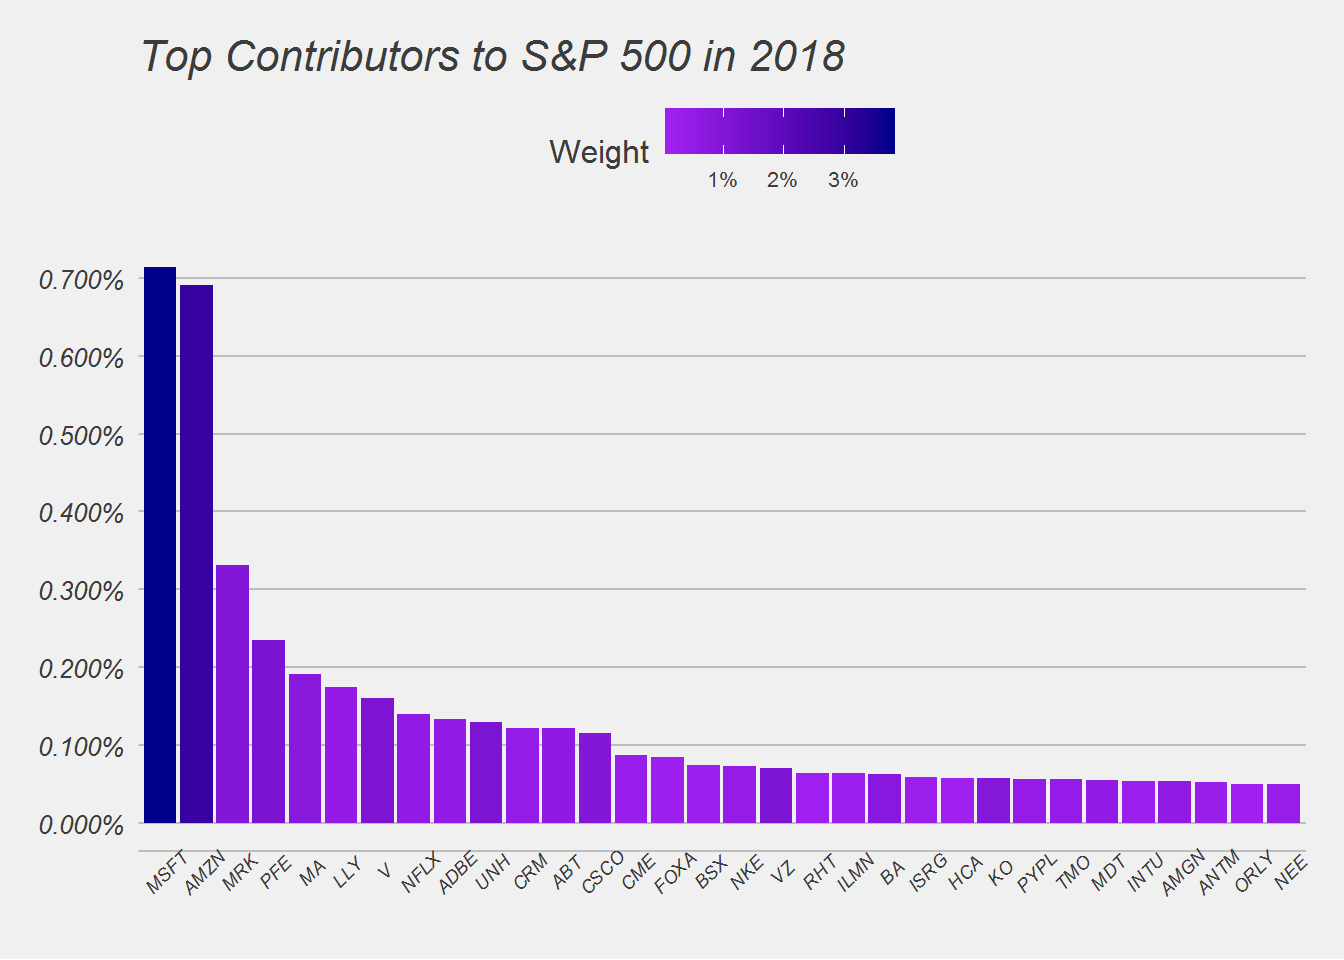 Top Contributors to S&P 500 in 2018
Weight
1% 2% 3%
0.700%
0.600%
0.500%
0.400%
0.300%
0.200%
0.100%
0.000%
MSFT AMZN MRK PFE MA LLY V NFLX ADBE UNH CRM ABT CSCO CME FOXA BSX NKE VZ RHT ILMN BA ISRG HCA KO PYPL TMO MDT INTU AMGN ANTM ORLY NEE